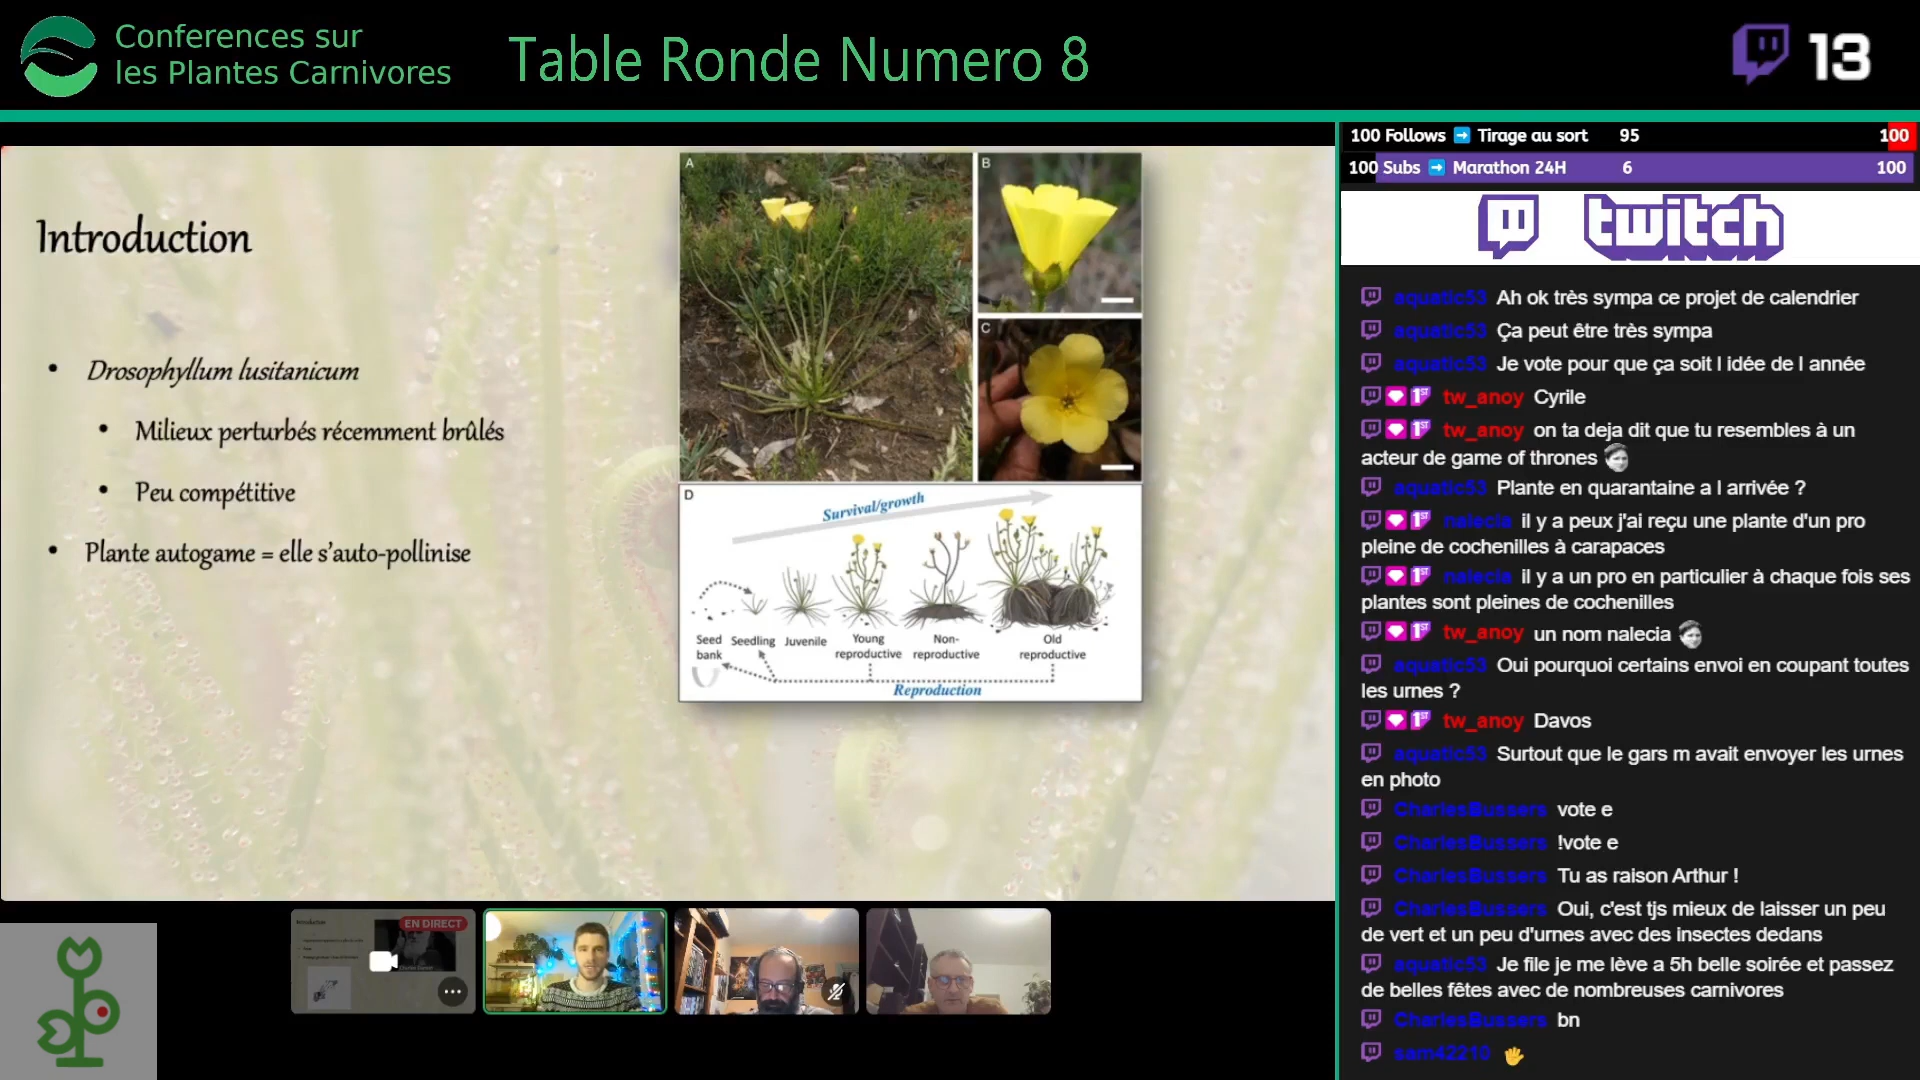 Conferences sur
les Plantes Carnivores
Table Ronde Numero 8
13
100 Follows ➡ Tirage au sort 95 100
100 Subs ➡ Marathon 24H 6 100
twitch
Introduction
• Drosophyllum lusitanicum
• Milieux perturbés récemment brûlés
• Peu compétitive
• Plante autogame = elle s'auto-pollinise
A
B
C
D
Survival/growth
Seed bank
Seedling
Juvenile
Young reproductive
Non-reproductive
Old reproductive
Reproduction
EN DIRECT
Introduction
aquatic53 Ah ok très sympa ce projet de calendrier
aquatic53 Ça peut être très sympa
aquatic53 Je vote pour que ça soit l idée de l année
tw_anoy Cyrile
tw_anoy on ta deja dit que tu resembles à un
acteur de game of thrones
aquatic53 Plante en quarantaine a l arrivée ?
nalecia il y a peux j'ai reçu une plante d'un pro
pleine de cochenilles à carapaces
nalecia il y a un pro en particulier à chaque fois ses
plantes sont pleines de cochenilles
tw_anoy un nom nalecia
aquatic53 Oui pourquoi certains envoi en coupant toutes
les urnes ?
tw_anoy Davos
aquatic53 Surtout que le gars m avait envoyer les urnes
en photo
CharlesBussers vote e
CharlesBussers !vote e
CharlesBussers Tu as raison Arthur !
CharlesBussers Oui, c'est tjs mieux de laisser un peu
de vert et un peu d'urnes avec des insectes dedans
aquatic53 Je file je me lève a 5h belle soirée et passez
de belles fêtes avec de nombreuses carnivores
CharlesBussers bn
sam42210 🖐